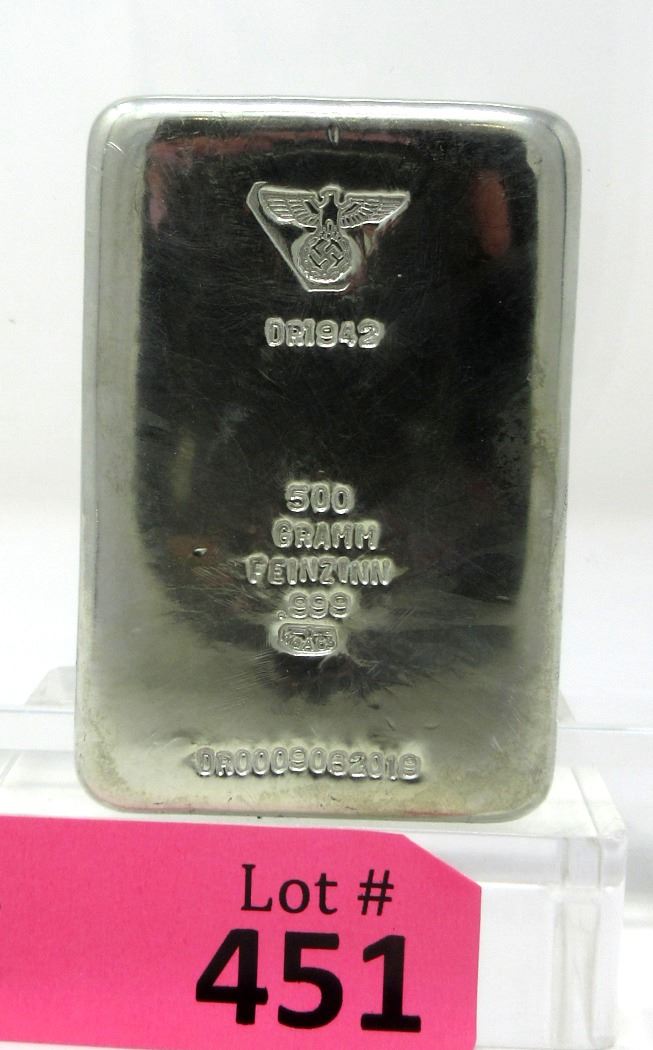 DR1942
500
GRAMM
FEINZINN
.999
DR0009082019
Lot #
451